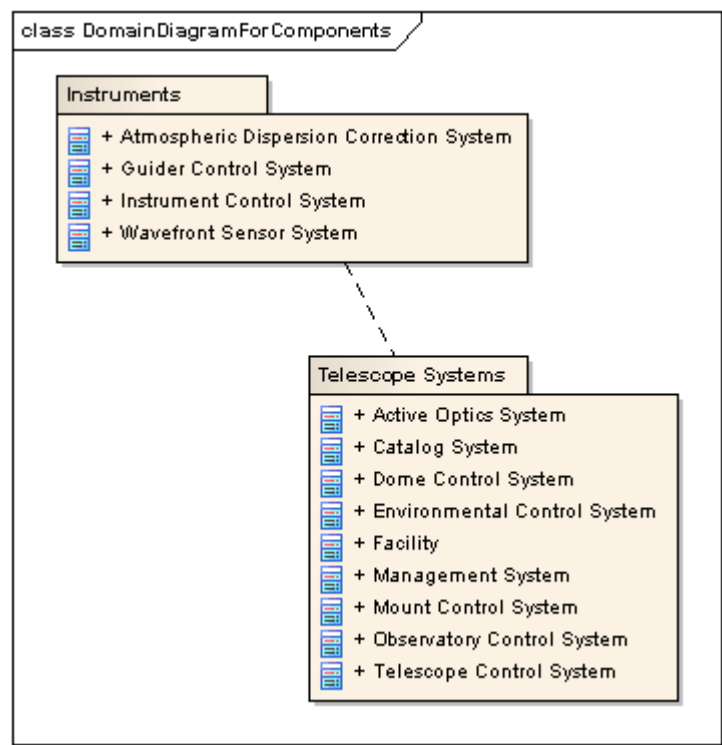 class DomainDiagramForComponents
Instruments
+ Atmospheric Dispersion Correction System
+ Guider Control System
+ Instrument Control System
+ Wavefront Sensor System
Telescope Systems
+ Active Optics System
+ Catalog System
+ Dome Control System
+ Environmental Control System
+ Facility
+ Management System
+ Mount Control System
+ Observatory Control System
+ Telescope Control System